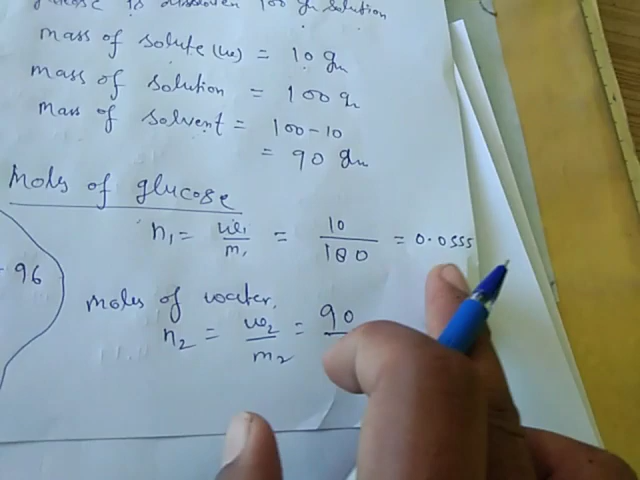 glucose is dissolven 100 gm solution
mass of solute (w) = 10 gm
mass of solution = 100 g
mass of solvent = 100-10
= 90 gm
Moles of glucose
n₁ = w₁/m₁ = 10/180 = 0.0555
96
moles of water.
n₂ = w₂/m₂ = 90